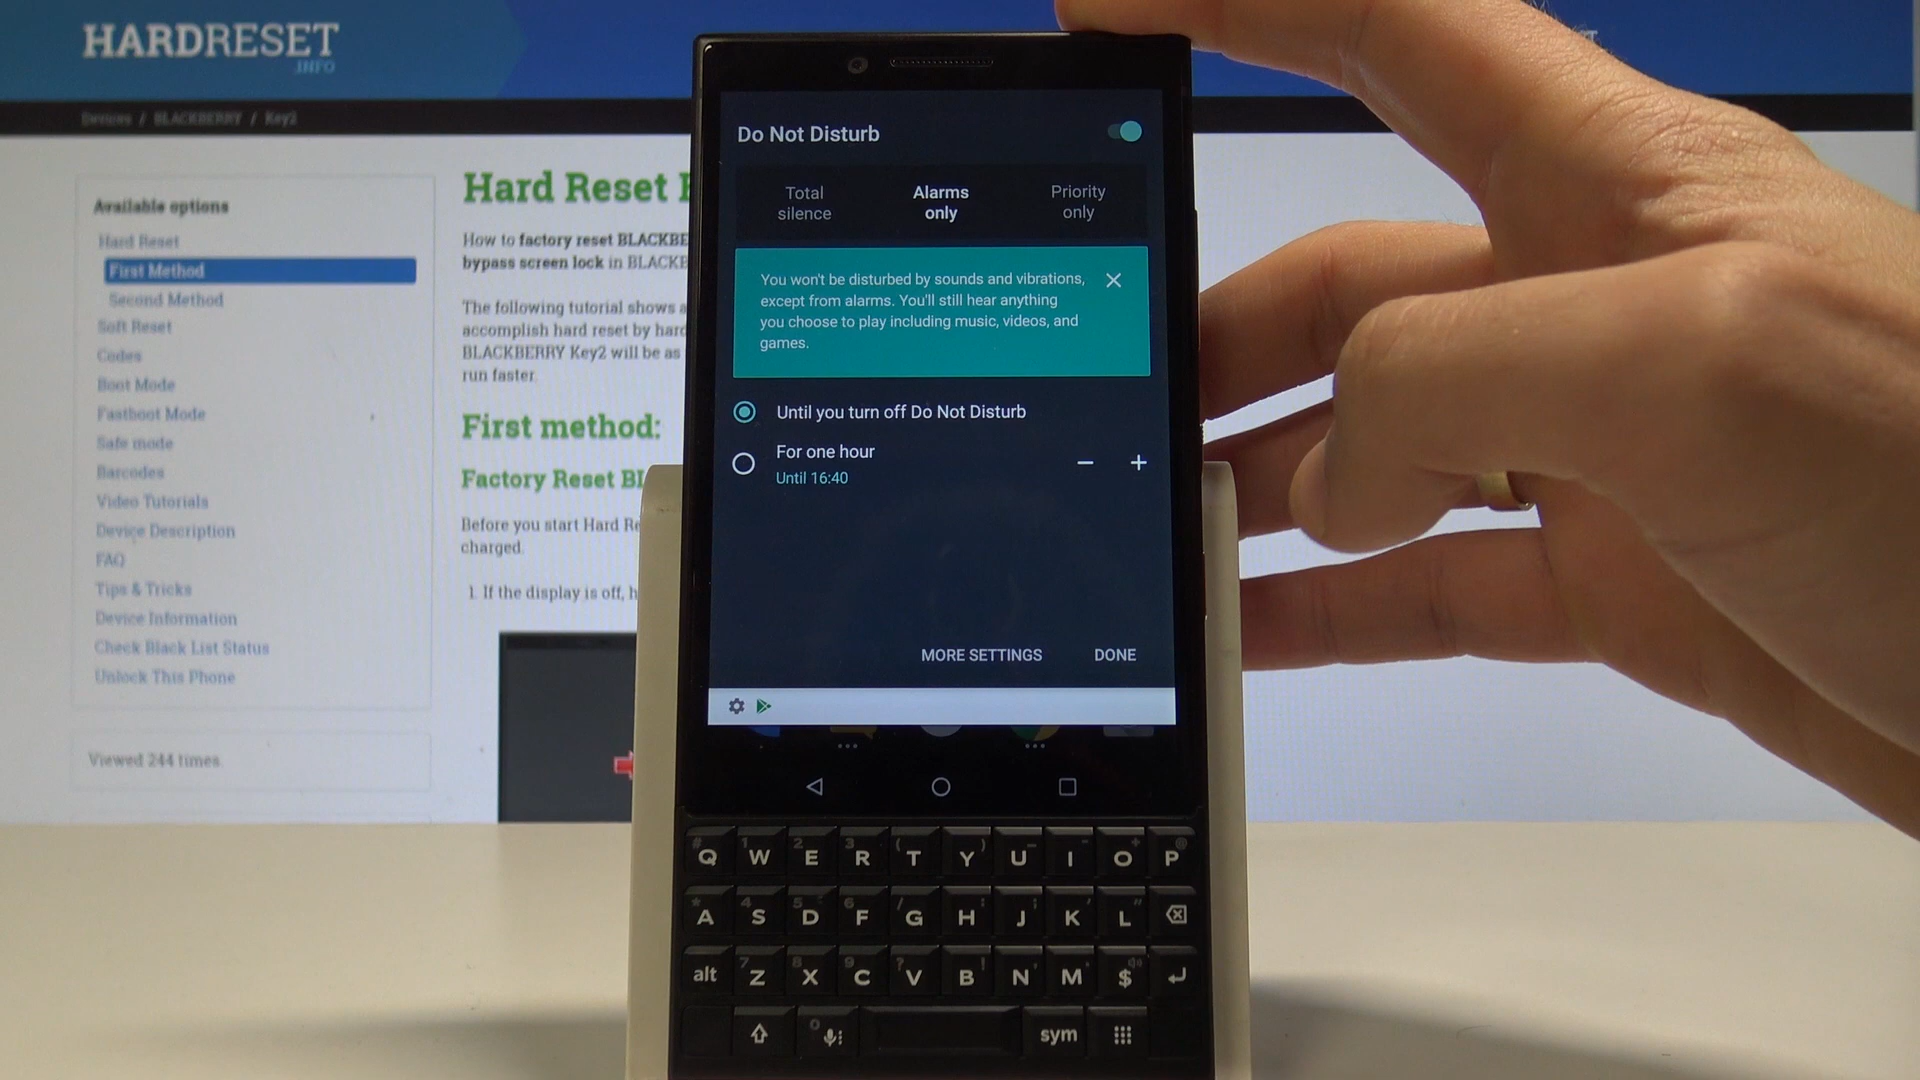 HARDRESET
.INFO
Devices / BLACKBERRY / Key2
Available options
Hard Reset
First Method
Second Method
Soft Reset
Codes
Boot Mode
Fastboot Mode
Safe mode
Barcodes
Video Tutorials
Device Description
FAQ
Tips & Tricks
Device Information
Check Black List Status
Unlock This Phone
Viewed 244 times
Hard Reset
How to factory reset BLACKBE
bypass screen lock in BLACKB
The following tutorial shows a
accomplish hard reset by hard
BLACKBERRY Key2 will be as
run faster.
First method:
Factory Reset BL
Before you start Hard Re
charged.
1. If the display is off, h
Do Not Disturb
Total silence
Alarms only
Priority only
You won't be disturbed by sounds and vibrations,
except from alarms. You'll still hear anything
you choose to play including music, videos, and
games.
Until you turn off Do Not Disturb
For one hour
Until 16:40
MORE SETTINGS DONE
Q W E R T Y U I O P
A S D F G H J K L
alt Z X C V B N M $
sym